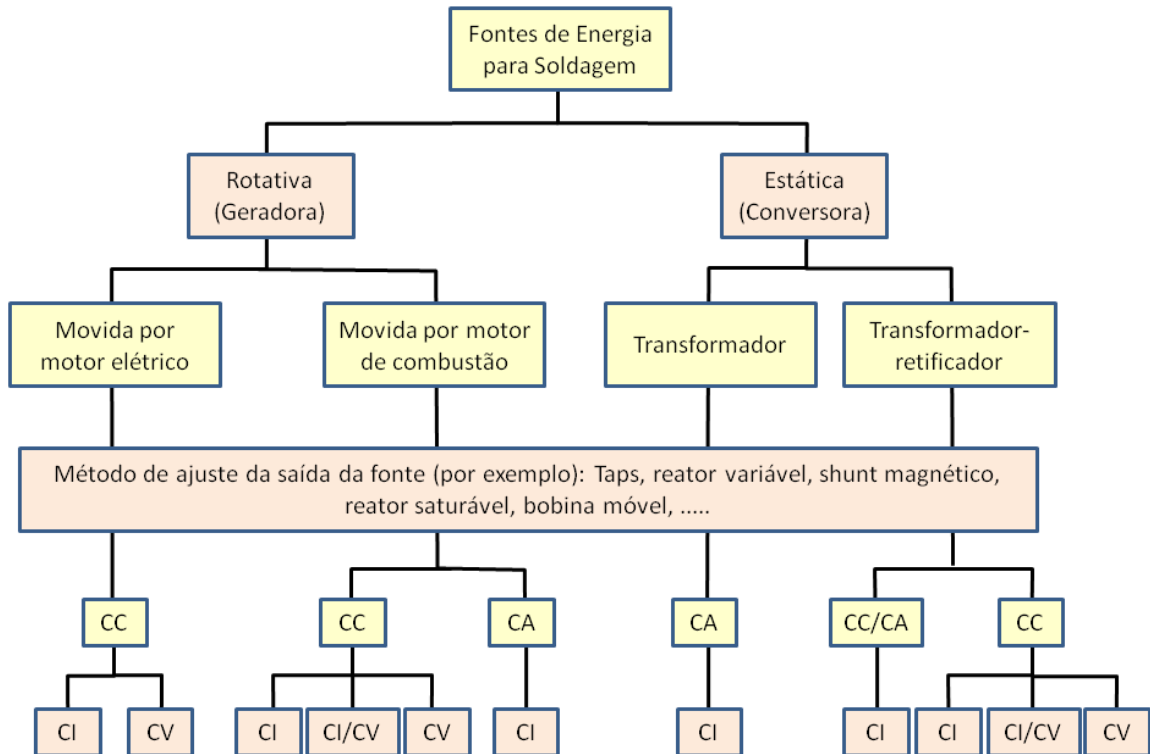 Fontes de Energia
para Soldagem
Rotativa
(Geradora)
Estática
(Conversora)
Movida por
motor elétrico
Movida por motor
de combustão
Transformador
Transformador-
retificador
Método de ajuste da saída da fonte (por exemplo): Taps, reator variável, shunt magnético,
reator saturável, bobina móvel, .....
CC
CC
CA
CA
CC/CA
CC
CI
CV
CI
CI/CV
CV
CI
CI
CI
CI
CI/CV
CV